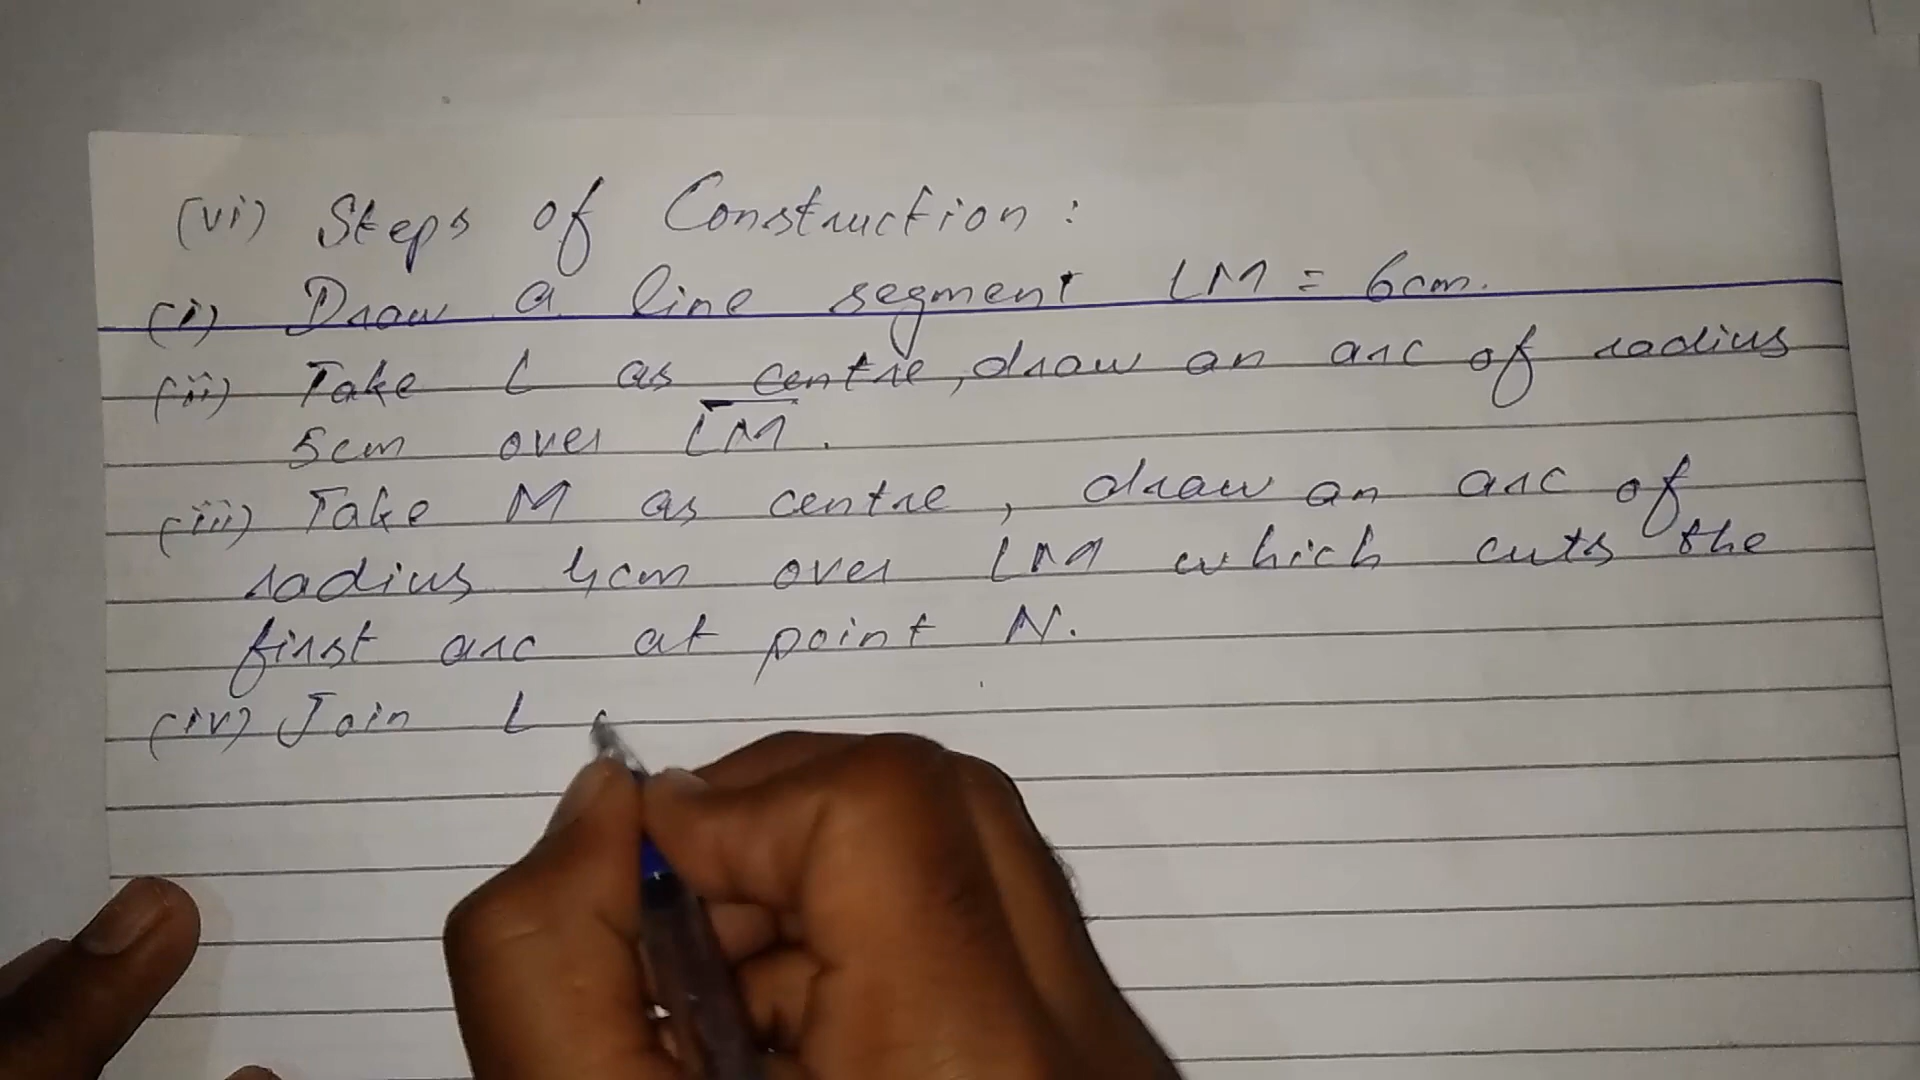 (vi) Steps of Construction :
(i) Draw a line segment LM = 6cm.
(ii) Take L as centre, draw an arc of radius
5cm over LM.
(iii) Take M as centre, draw an arc of
radius 4cm over LM which cuts the
first arc at point N.
(iv) Join L